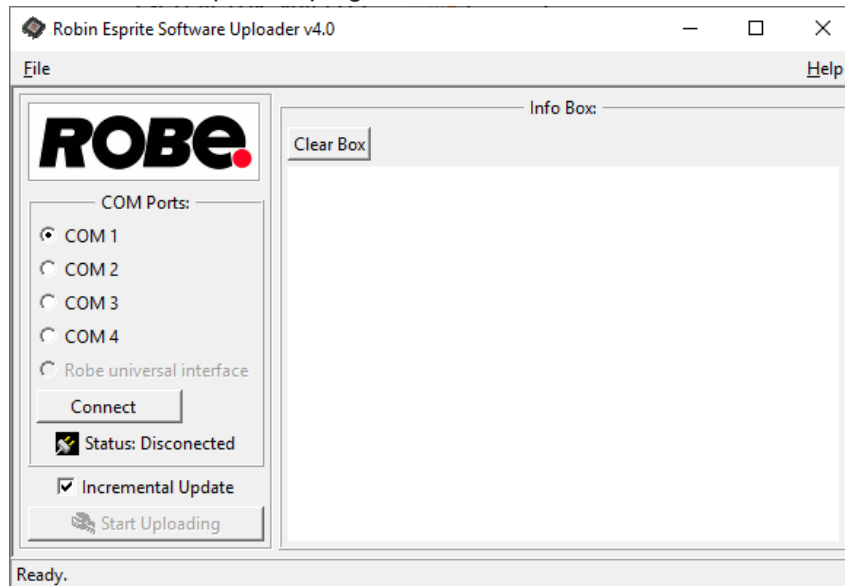 Robin Esprite Software Uploader v4.0
File
Help
ROBE
COM Ports:
COM 1
COM 2
COM 3
COM 4
Robe universal interface
Connect
Status: Disconected
Incremental Update
Start Uploading
Info Box:
Clear Box
Ready.